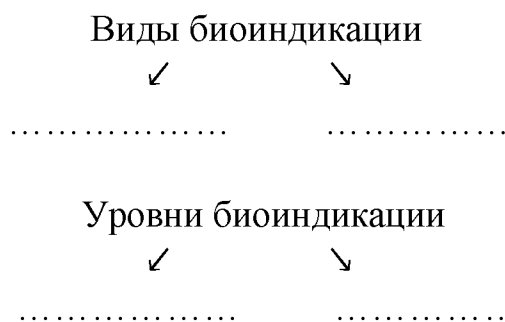 Виды биоиндикации
↙ ↘
………………… ……………
Уровни биоиндикации
↙ ↘
………………… ……………